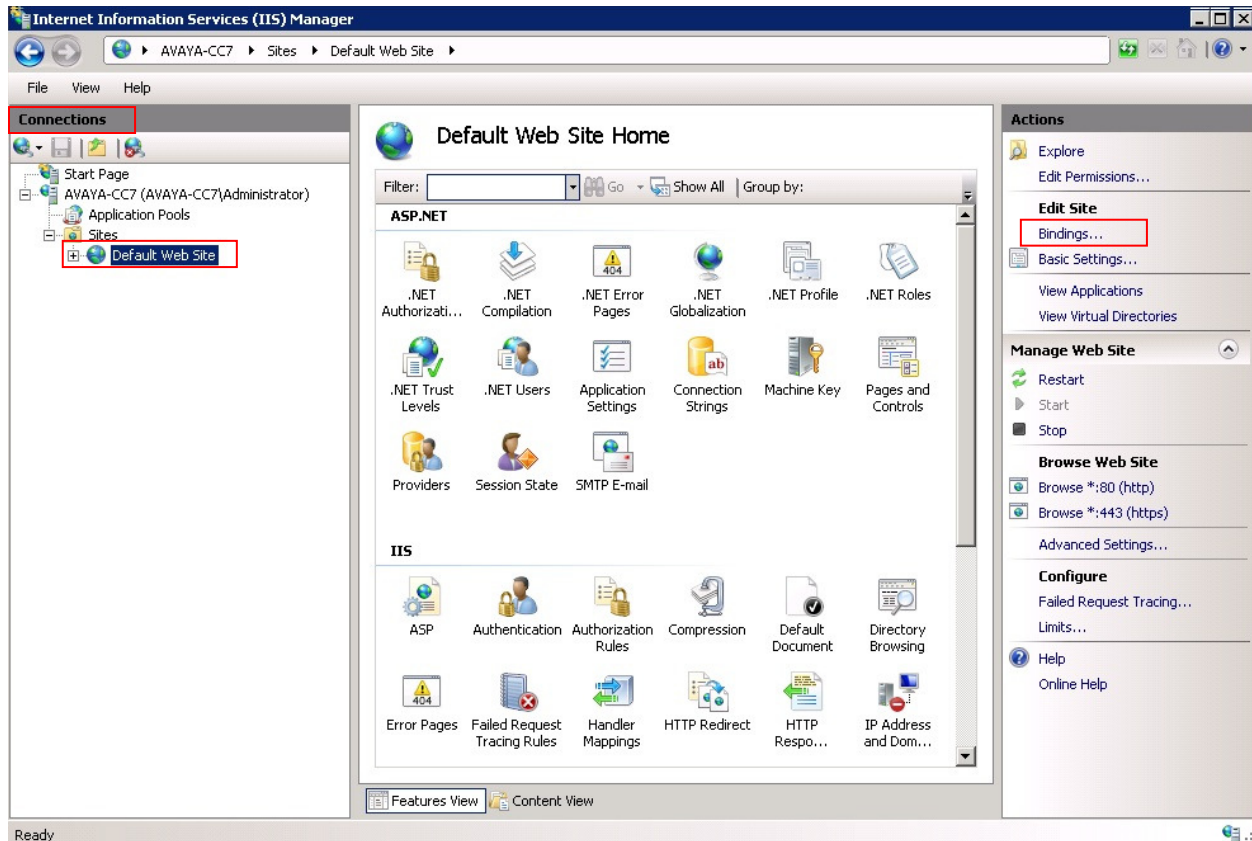 Internet Information Services (IIS) Manager
AVAYA-CC7 Sites Default Web Site
File View Help
Connections
Start Page
AVAYA-CC7 (AVAYA-CC7\Administrator)
Application Pools
Sites
Default Web Site
Default Web Site Home
Filter: Go Show All Group by:
ASP.NET
.NET Authorizati...
.NET Compilation
404
.NET Error Pages
.NET Globalization
.NET Profile
.NET Roles
.NET Trust Levels
.NET Users
Application Settings
ab
Connection Strings
Machine Key
Pages and Controls
Providers
Session State
SMTP E-mail
IIS
ASP
Authentication
Authorization Rules
Compression
Default Document
Directory Browsing
404
Error Pages
Failed Request Tracing Rules
Handler Mappings
HTTP Redirect
HTTP Respo...
IP Address and Dom...
Features View Content View
Actions
Explore
Edit Permissions...
Edit Site
Bindings...
Basic Settings...
View Applications
View Virtual Directories
Manage Web Site
Restart
Start
Stop
Browse Web Site
Browse *:80 (http)
Browse *:443 (https)
Advanced Settings...
Configure
Failed Request Tracing...
Limits...
Help
Online Help
Ready